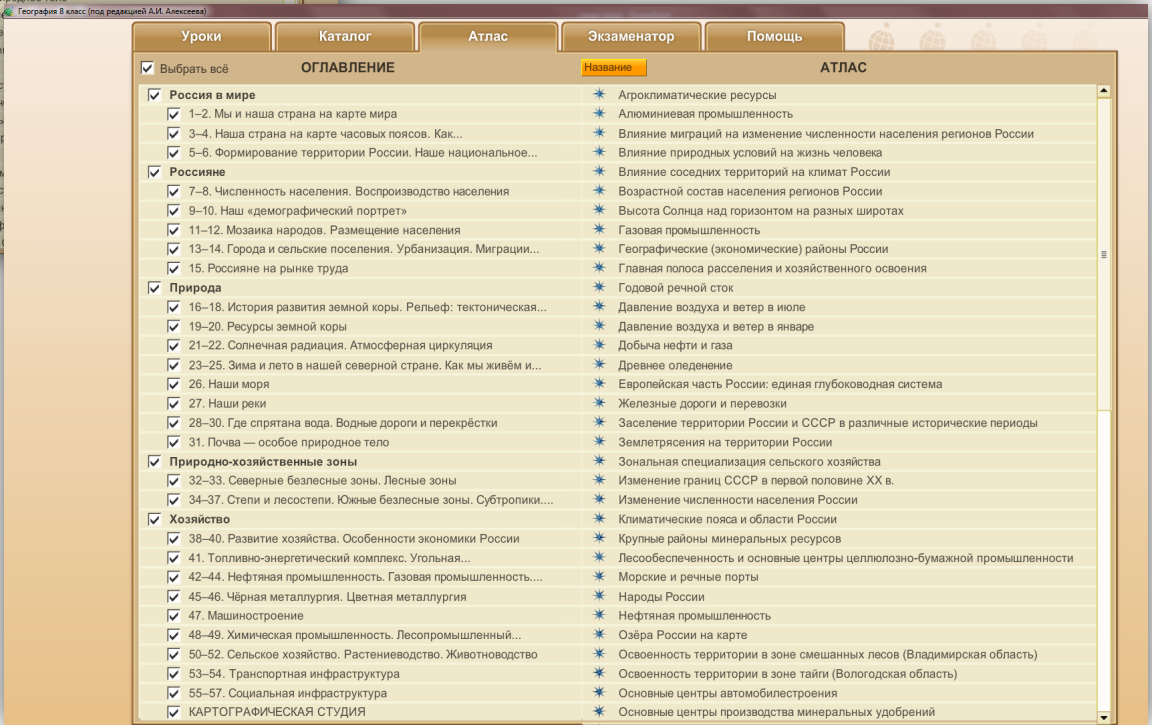 География 8 класс (под редакцией А.И. Алексеева)
Уроки
Каталог
Атлас
Экзаменатор
Помощь
Выбрать всё
ОГЛАВЛЕНИЕ
Название
АТЛАС
Россия в мире
1–2. Мы и наша страна на карте мира
3–4. Наша страна на карте часовых поясов. Как...
5–6. Формирование территории России. Наше национальное...
Россияне
7–8. Численность населения. Воспроизводство населения
9–10. Наш «демографический портрет»
11–12. Мозаика народов. Размещение населения
13–14. Города и сельские поселения. Урбанизация. Миграции...
15. Россияне на рынке труда
Природа
16–18. История развития земной коры. Рельеф: тектоническая...
19–20. Ресурсы земной коры
21–22. Солнечная радиация. Атмосферная циркуляция
23–25. Зима и лето в нашей северной стране. Как мы живём и...
26. Наши моря
27. Наши реки
28–30. Где спрятана вода. Водные дороги и перекрёстки
31. Почва — особое природное тело
Природно-хозяйственные зоны
32–33. Северные безлесные зоны. Лесные зоны
34–37. Степи и лесостепи. Южные безлесные зоны. Субтропики....
Хозяйство
38–40. Развитие хозяйства. Особенности экономики России
41. Топливно-энергетический комплекс. Угольная...
42–44. Нефтяная промышленность. Газовая промышленность....
45–46. Чёрная металлургия. Цветная металлургия
47. Машиностроение
48–49. Химическая промышленность. Лесопромышленный...
50–52. Сельское хозяйство. Растениеводство. Животноводство
53–54. Транспортная инфраструктура
55–57. Социальная инфраструктура
КАРТОГРАФИЧЕСКАЯ СТУДИЯ
Агроклиматические ресурсы
Алюминиевая промышленность
Влияние миграций на изменение численности населения регионов России
Влияние природных условий на жизнь человека
Влияние соседних территорий на климат России
Возрастной состав населения регионов России
Высота Солнца над горизонтом на разных широтах
Газовая промышленность
Географические (экономические) районы России
Главная полоса расселения и хозяйственного освоения
Годовой речной сток
Давление воздуха и ветер в июле
Давление воздуха и ветер в январе
Добыча нефти и газа
Древнее оледенение
Европейская часть России: единая глубоководная система
Железные дороги и перевозки
Заселение территории России и СССР в различные исторические периоды
Землетрясения на территории России
Зональная специализация сельского хозяйства
Изменение границ СССР в первой половине XX в.
Изменение численности населения России
Климатические пояса и области России
Крупные районы минеральных ресурсов
Лесообеспеченность и основные центры целлюлозно-бумажной промышленности
Морские и речные порты
Народы России
Нефтяная промышленность
Озёра России на карте
Освоенность территории в зоне смешанных лесов (Владимирская область)
Освоенность территории в зоне тайги (Вологодская область)
Основные центры автомобилестроения
Основные центры производства минеральных удобрений